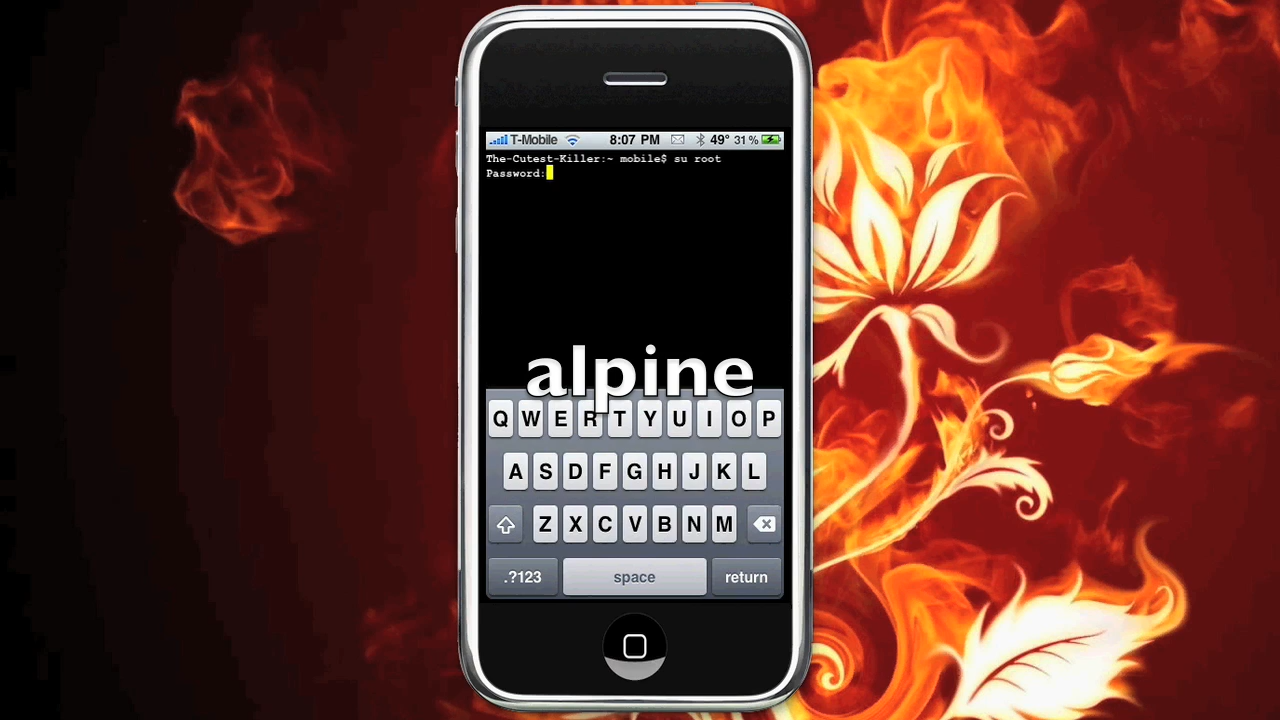 T-Mobile 8:07 PM 49° 31%
The-Cutest-Killer:~ mobile$ su root
Password:
alpine
Q W E R T Y U I O P
A S D F G H J K L
Z X C V B N M
.?123 space return